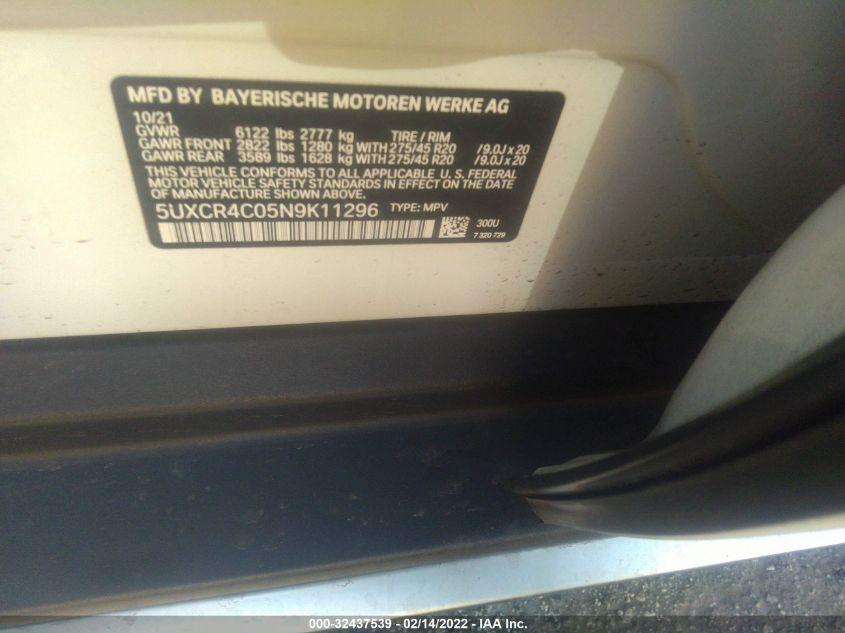 MFD BY BAYERISCHE MOTOREN WERKE AG
10/21
GVWR 6122 lbs 2777 kg TIRE / RIM
GAWR FRONT 2822 lbs 1280 kg WITH 275/45 R20 /9.0J x 20
GAWR REAR 3589 lbs 1628 kg WITH 275/45 R20 /9.0J x 20
THIS VEHICLE CONFORMS TO ALL APPLICABLE U.S. FEDERAL
MOTOR VEHICLE SAFETY STANDARDS IN EFFECT ON THE DATE
OF MANUFACTURE SHOWN ABOVE.
5UXCR4C05N9K11296 TYPE: MPV
300U
7 320 729
000-32437539 - 02/14/2022 - IAA Inc.